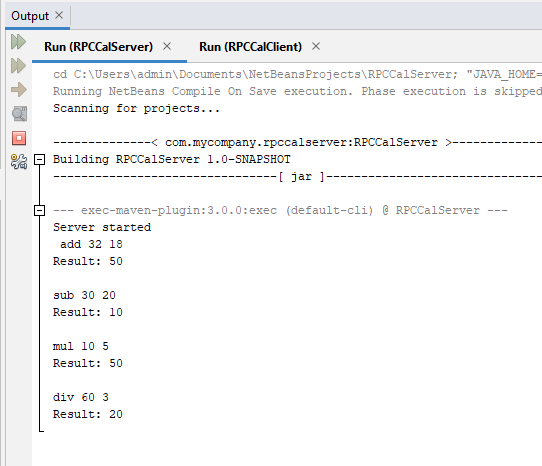 Output
Run (RPCCalServer) Run (RPCCalClient)
cd C:\Users\admin\Documents\NetBeansProjects\RPCCalServer; "JAVA_HOME=
Running NetBeans Compile On Save execution. Phase execution is skipped
Scanning for projects...
--------------< com.mycompany.rpccalserver:RPCCalServer >--------------
Building RPCCalServer 1.0-SNAPSHOT
--------------------------------[ jar ]--------------------------------
--- exec-maven-plugin:3.0.0:exec (default-cli) @ RPCCalServer ---
Server started
add 32 18
Result: 50
sub 30 20
Result: 10
mul 10 5
Result: 50
div 60 3
Result: 20